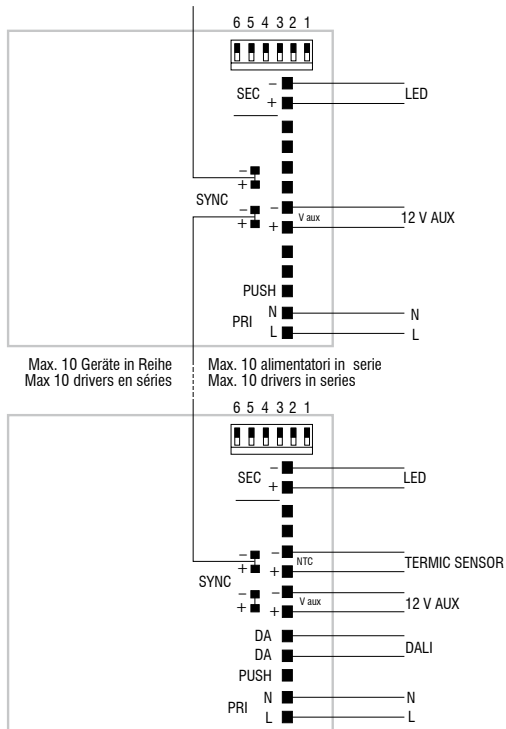 6 5 4 3 2 1
SEC - LED
+
-
+
SYNC
- V aux 12 V AUX
+
-
+
PUSH
PRI N N
L L
Max. 10 Geräte in Reihe Max. 10 alimentatori in serie
Max 10 drivers en séries Max. 10 drivers in series
6 5 4 3 2 1
SEC - LED
+
- NTC TERMIC SENSOR
+
-
+
SYNC
- V aux 12 V AUX
+
-
+
DA DALI
DA
PUSH
PRI N N
L L